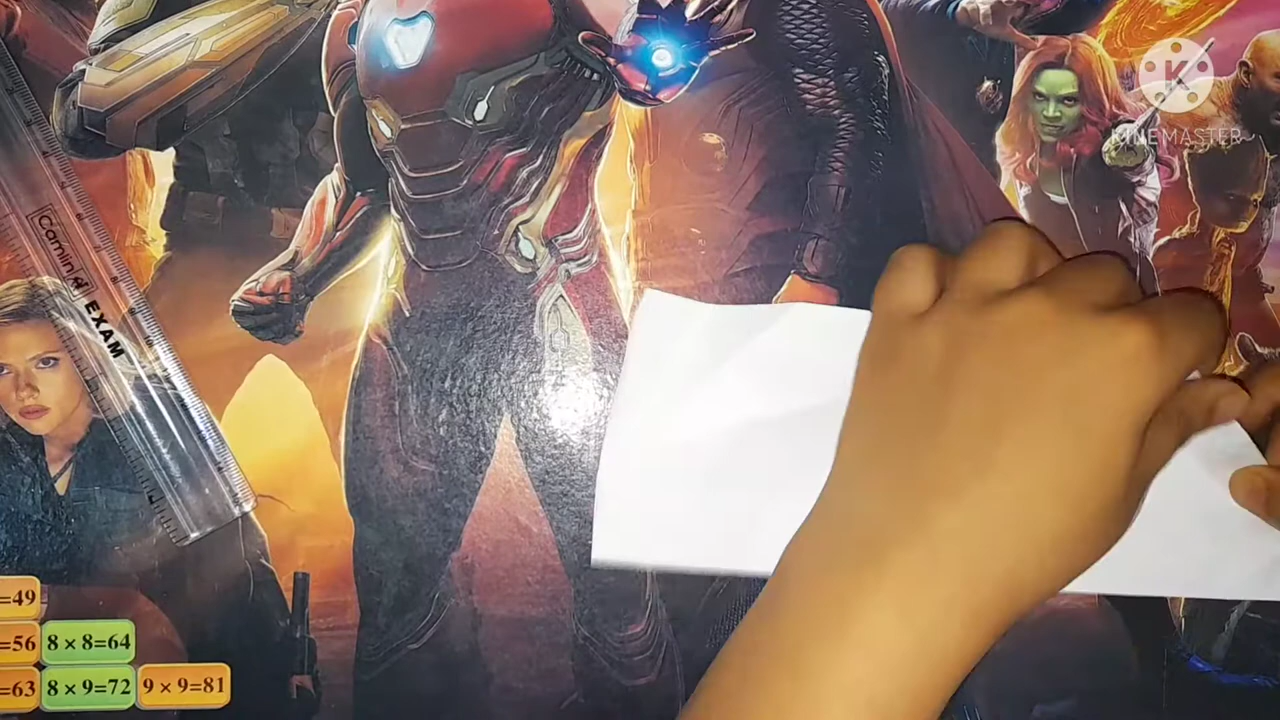 K
KINEMASTER
Camlin
EXAM
=49
=56 8 × 8=64
=63 8 × 9=72 9 × 9=81